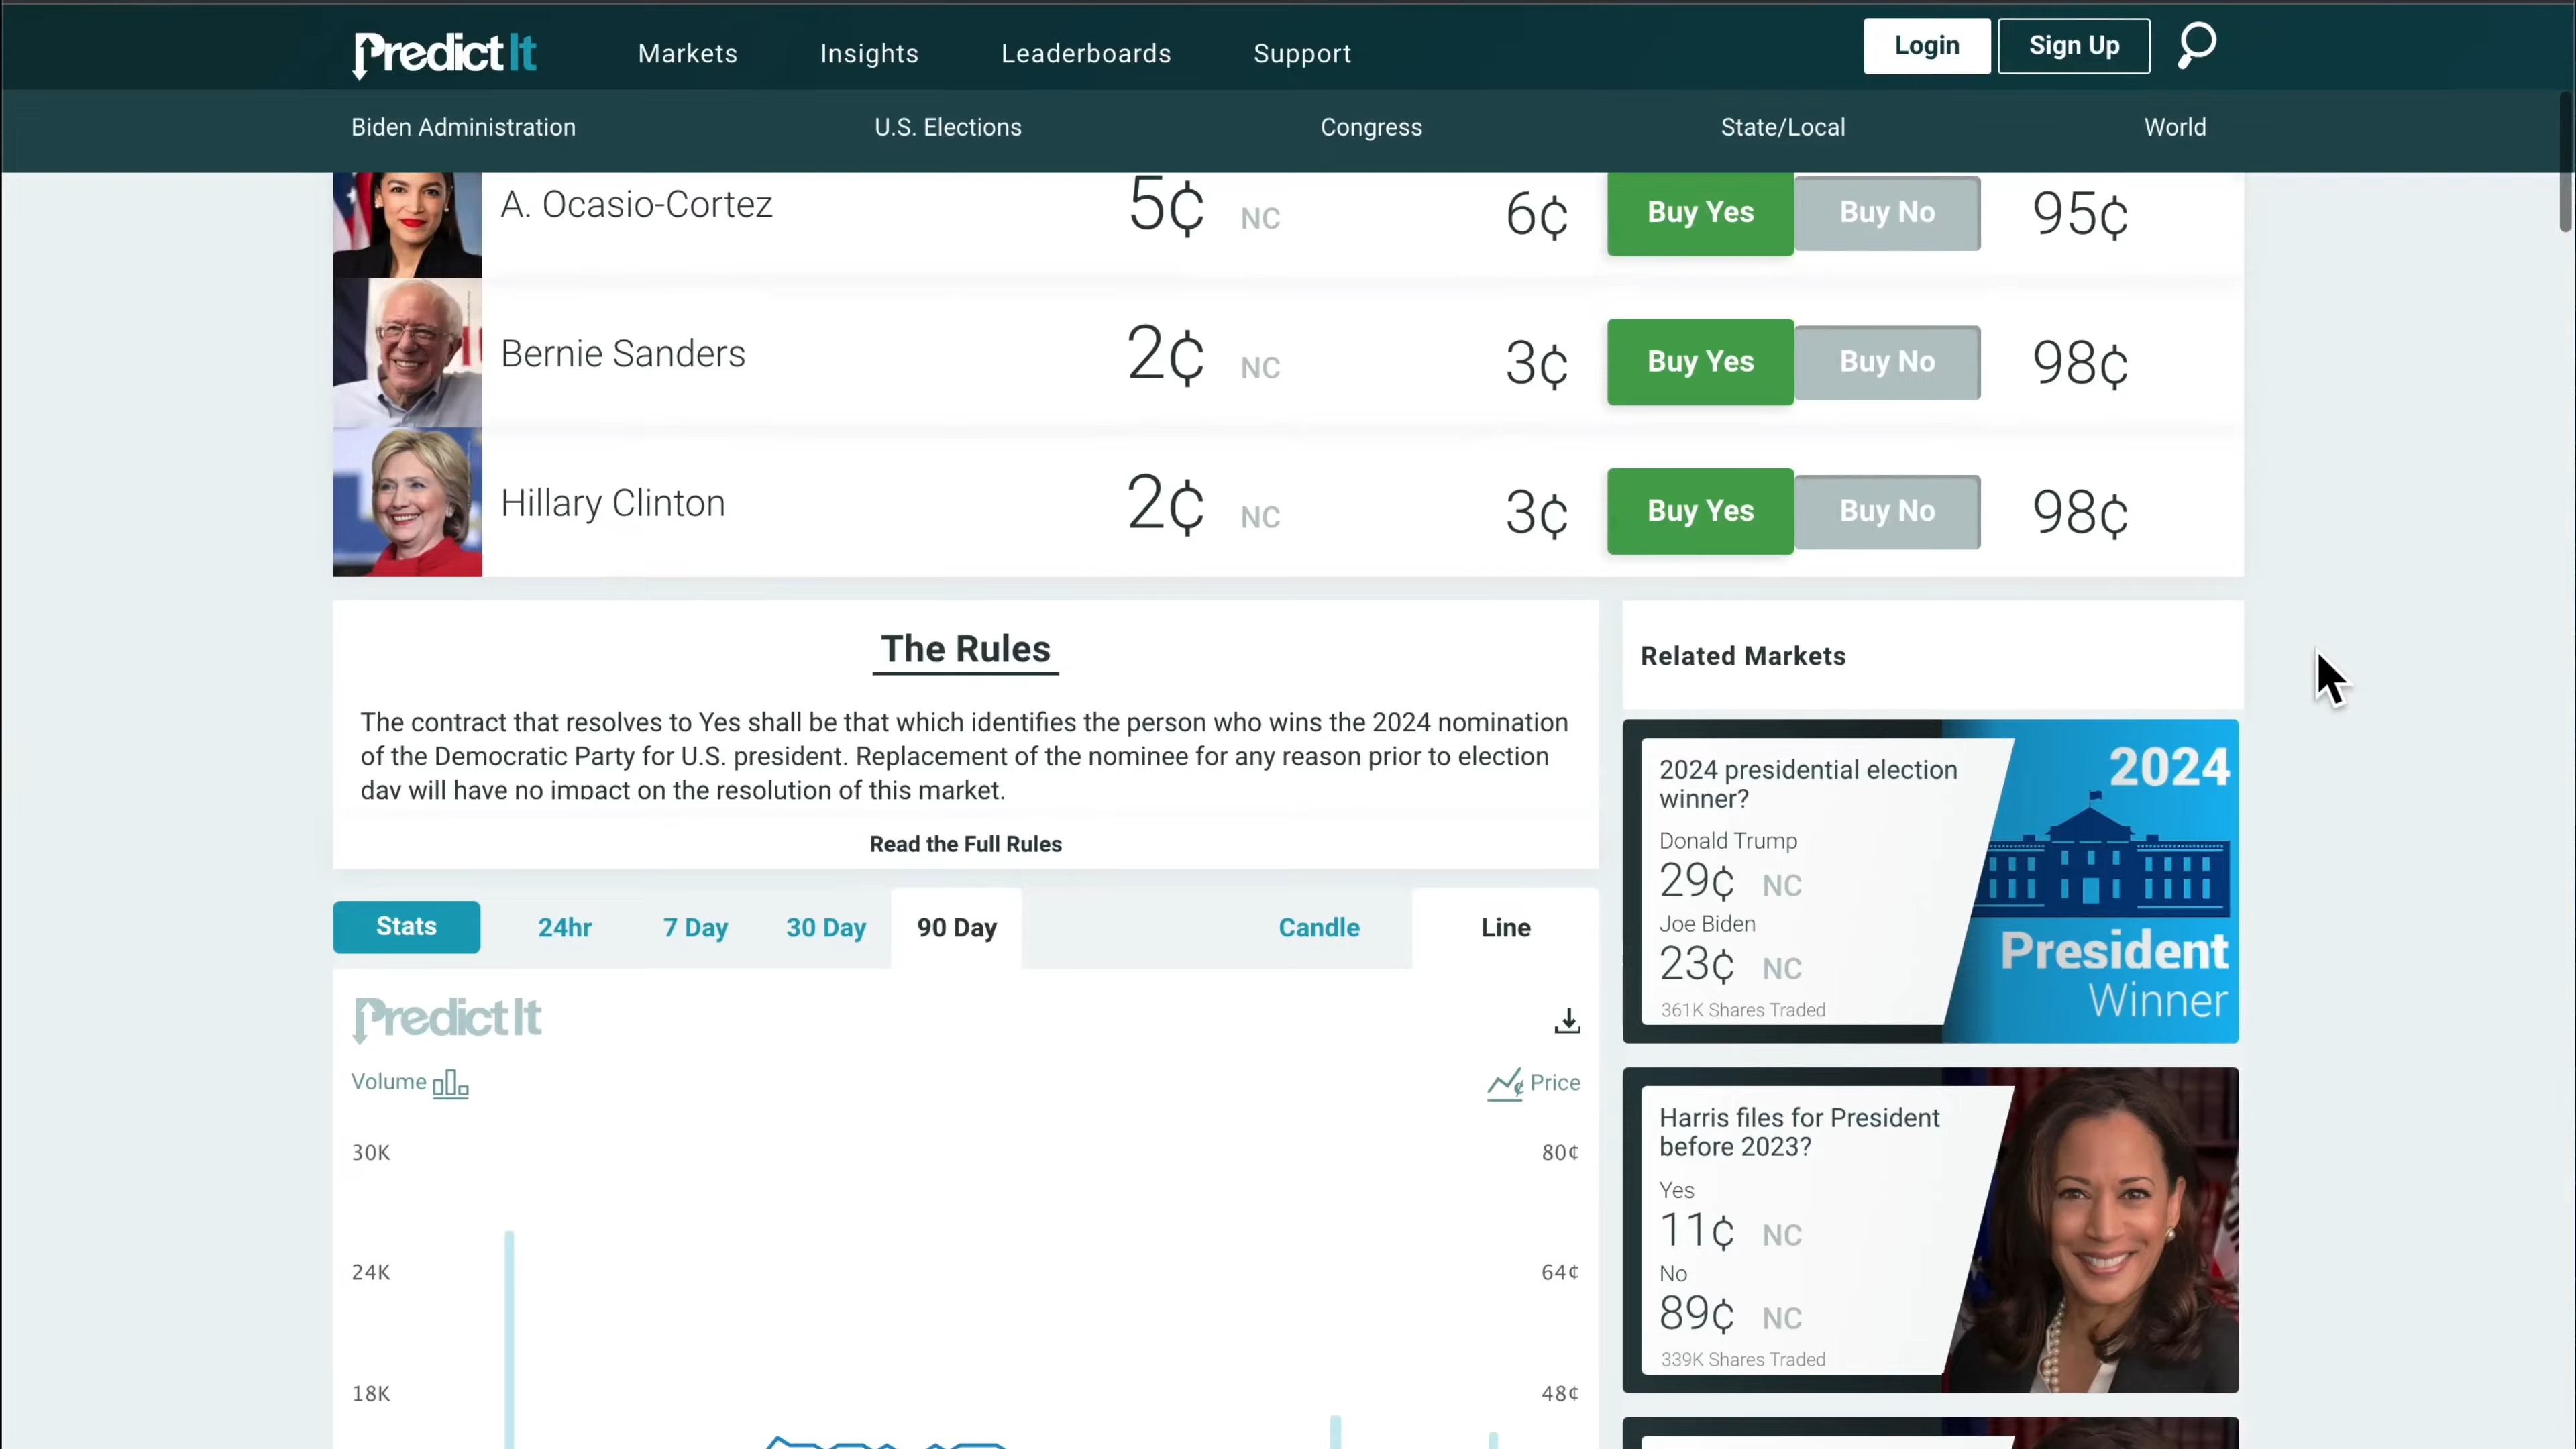 PredictIt
Markets
Insights
Leaderboards
Support
Login
Sign Up
Biden Administration
U.S. Elections
Congress
State/Local
World
A. Ocasio-Cortez
5¢ NC
6¢
Buy Yes
Buy No
95¢
Bernie Sanders
2¢ NC
3¢
Buy Yes
Buy No
98¢
Hillary Clinton
2¢ NC
3¢
Buy Yes
Buy No
98¢
The Rules
The contract that resolves to Yes shall be that which identifies the person who wins the 2024 nomination
of the Democratic Party for U.S. president. Replacement of the nominee for any reason prior to election
day will have no impact on the resolution of this market.
Read the Full Rules
Stats
24hr
7 Day
30 Day
90 Day
Candle
Line
PredictIt
Volume
Price
30K
80¢
24K
64¢
18K
48¢
Related Markets
2024 presidential election
winner?
Donald Trump
29¢ NC
Joe Biden
23¢ NC
361K Shares Traded
2024
President
Winner
Harris files for President
before 2023?
Yes
11¢ NC
No
89¢ NC
339K Shares Traded